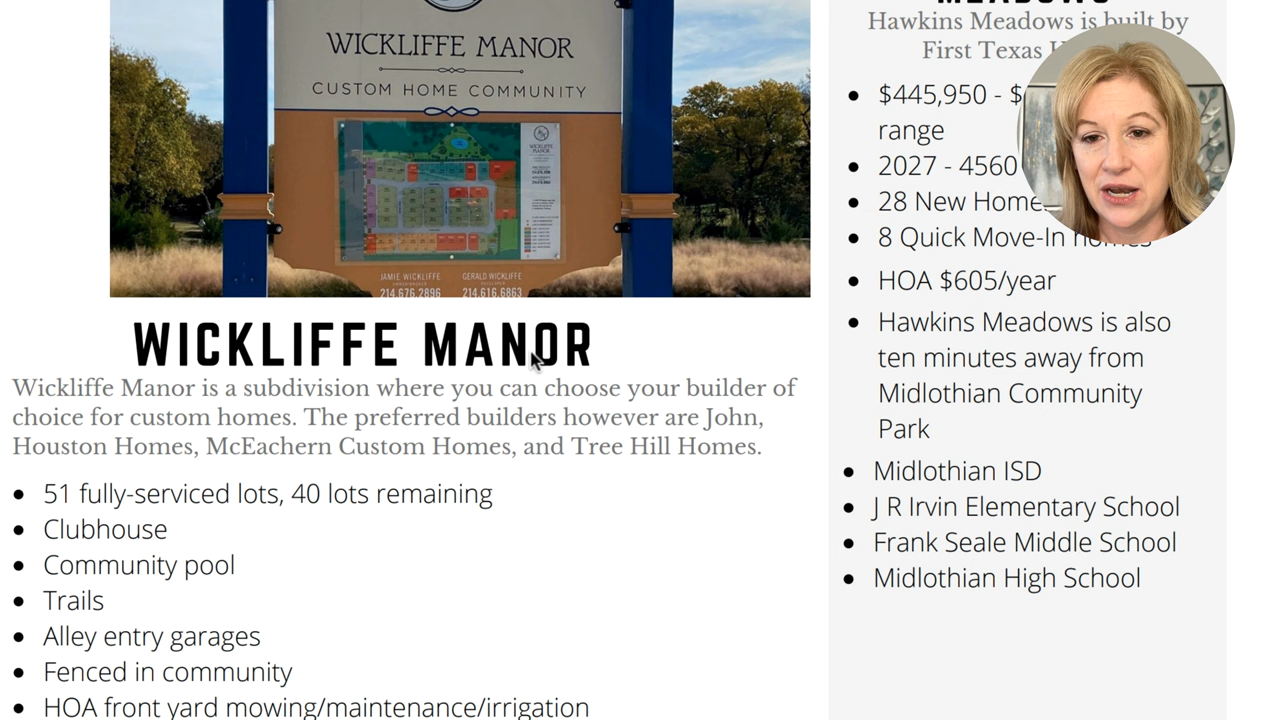 WICKLIFFE MANOR
CUSTOM HOME COMMUNITY
WICKLIFFE
MANOR
JAMIE WICKLIFFE
GERALD WICKLIFFE
214.676.2896
214.616.6863
WICKLIFFE MANOR
Wickliffe Manor is a subdivision where you can choose your builder of
choice for custom homes. The preferred builders however are John,
Houston Homes, McEachern Custom Homes, and Tree Hill Homes.
• 51 fully-serviced lots, 40 lots remaining
• Clubhouse
• Community pool
• Trails
• Alley entry garages
• Fenced in community
• HOA front yard mowing/maintenance/irrigation
MEADOWS
Hawkins Meadows is built by
First Texas
• $445,950 - $
range
• 2027 - 4560
• 28 New Home
• 8 Quick Move-In homes
• HOA $605/year
• Hawkins Meadows is also
ten minutes away from
Midlothian Community
Park
• Midlothian ISD
• J R Irvin Elementary School
• Frank Seale Middle School
• Midlothian High School